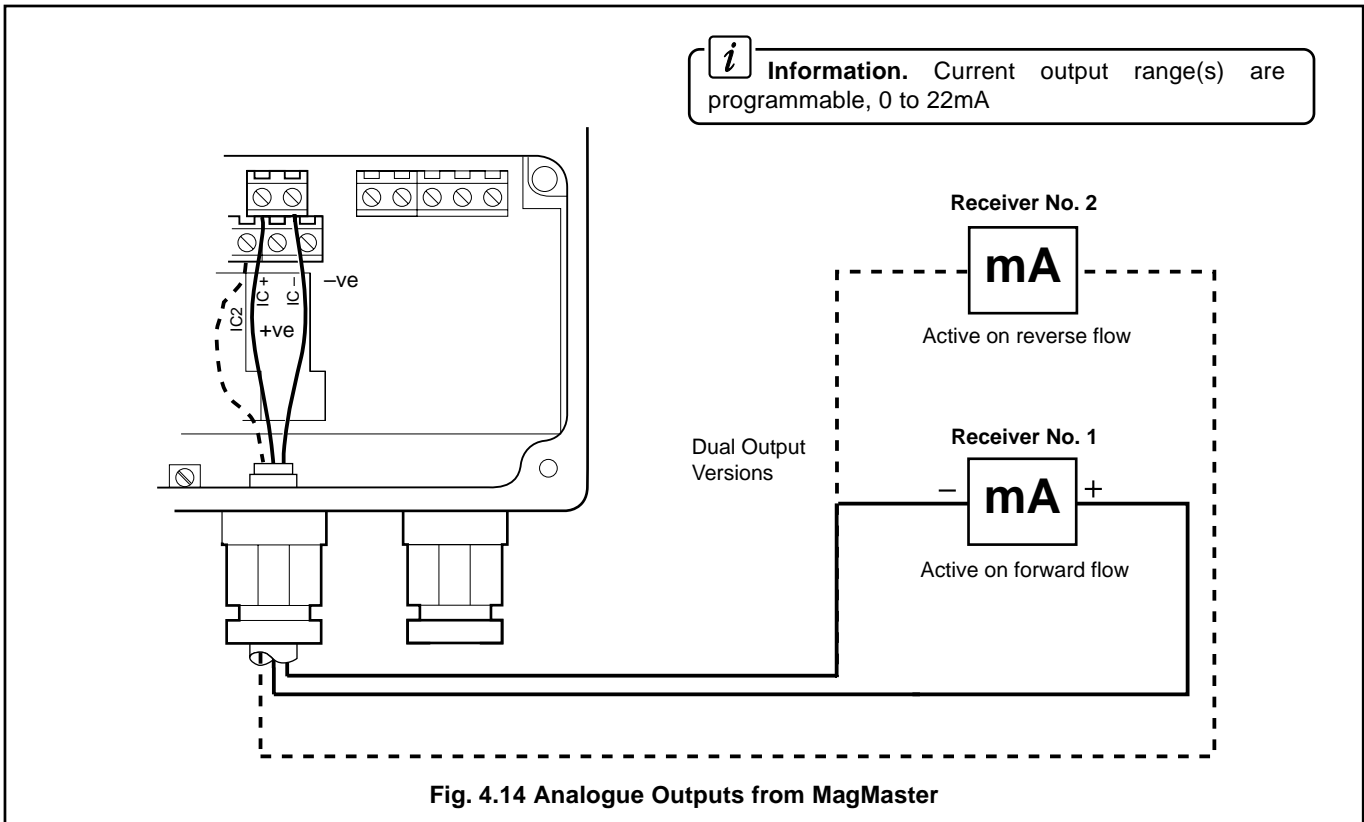 i Information. Current output range(s) are
programmable, 0 to 22mA
Receiver No. 2
mA
Active on reverse flow
–ve
IC +
IC –
IC2
+ve
Dual Output
Versions
Receiver No. 1
– mA +
Active on forward flow
Fig. 4.14 Analogue Outputs from MagMaster